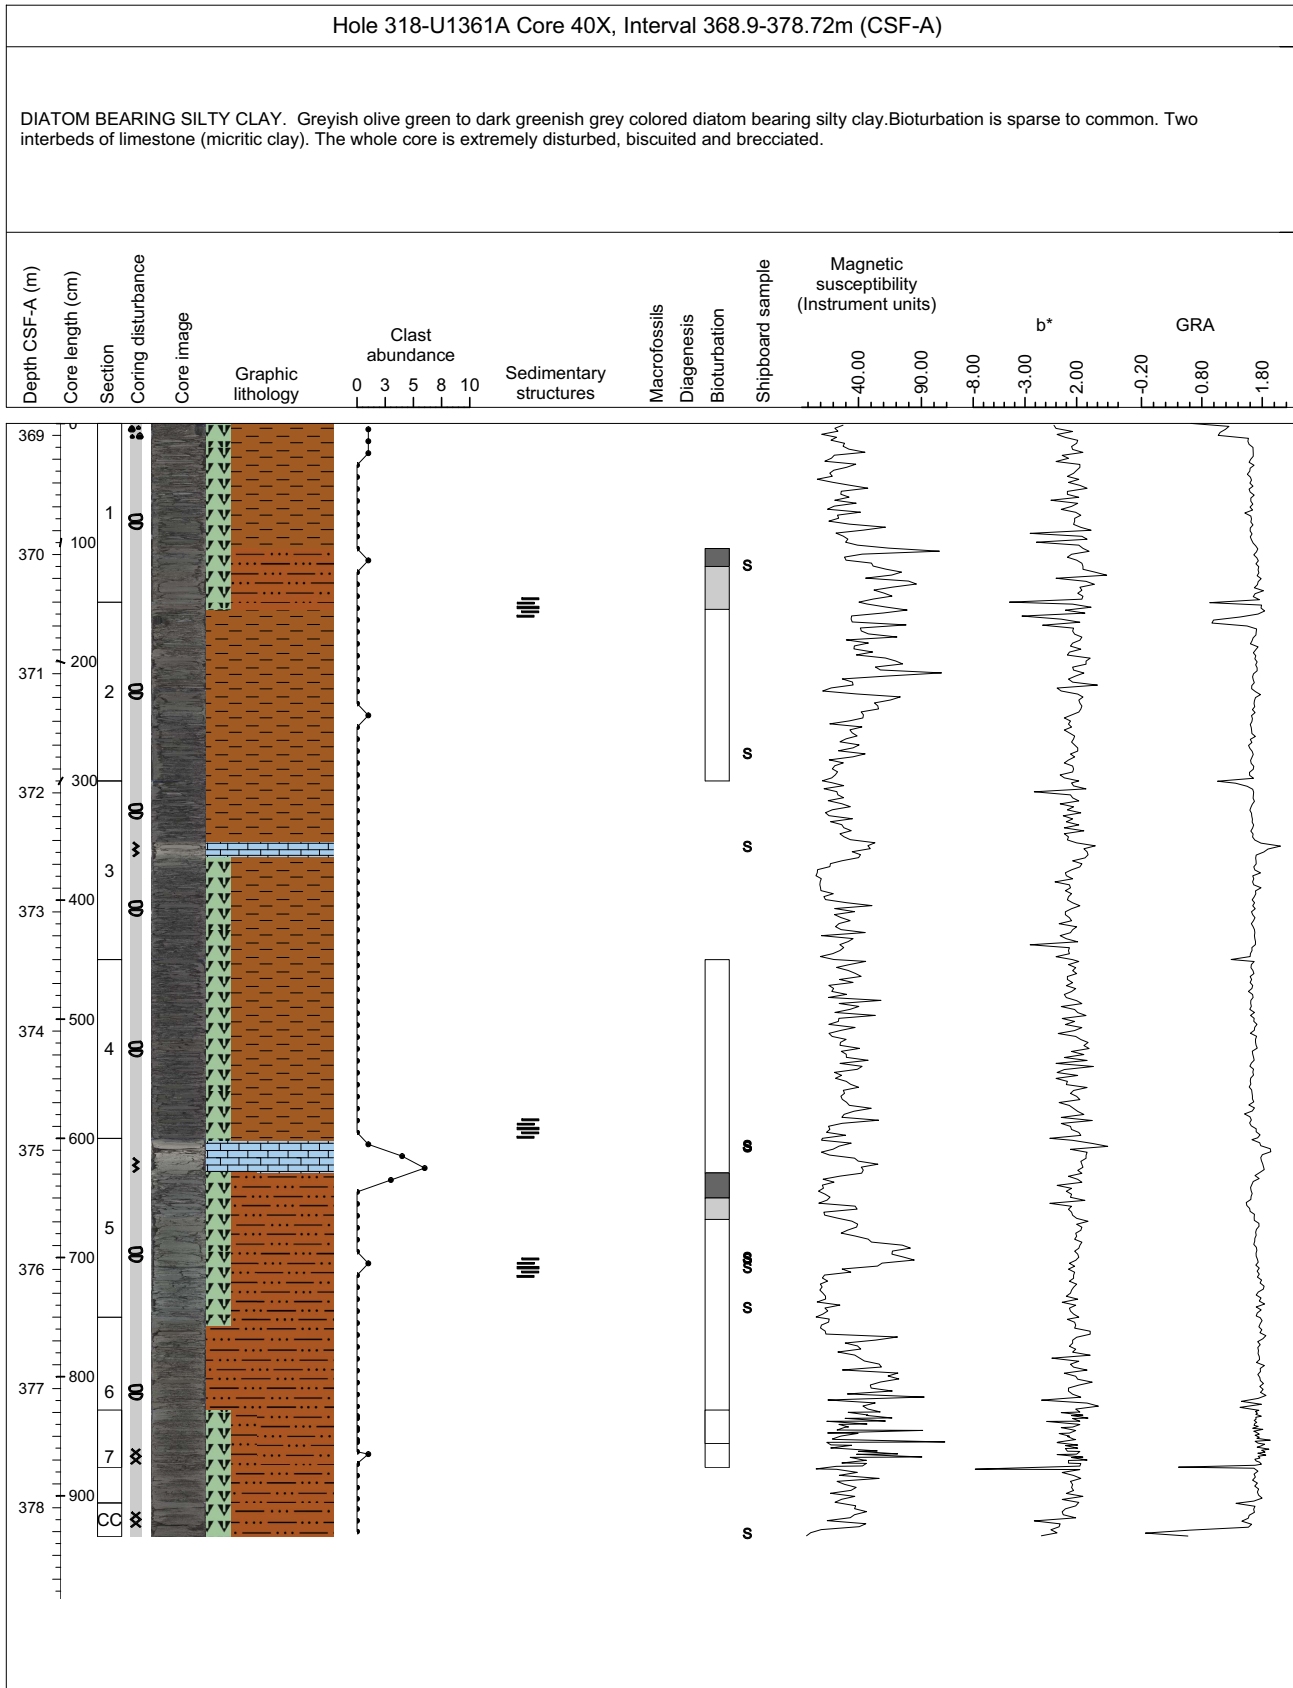 Hole 318-U1361A Core 40X, Interval 368.9-378.72m (CSF-A)
DIATOM BEARING SILTY CLAY. Greyish olive green to dark greenish grey colored diatom bearing silty clay.Bioturbation is sparse to common. Two
interbeds of limestone (micritic clay). The whole core is extremely disturbed, biscuited and brecciated.
Depth CSF-A (m)
Core length (cm)
Section
Coring disturbance
Core image
Graphic
lithology
Clast
abundance
0 3 5 8 10
Sedimentary
structures
Macrofossils
Diagenesis
Bioturbation
Shipboard sample
Magnetic
susceptibility
(Instrument units)
40.00
90.00
b*
-8.00
-3.00
2.00
GRA
-0.20
0.80
1.80
0
369
1
100
370
S
200
371
2
S
300
372
S
3
400
373
500
374
4
600
375
S
5
700
S
S
376
S
S
800
377
6
7
900
378
CC
S